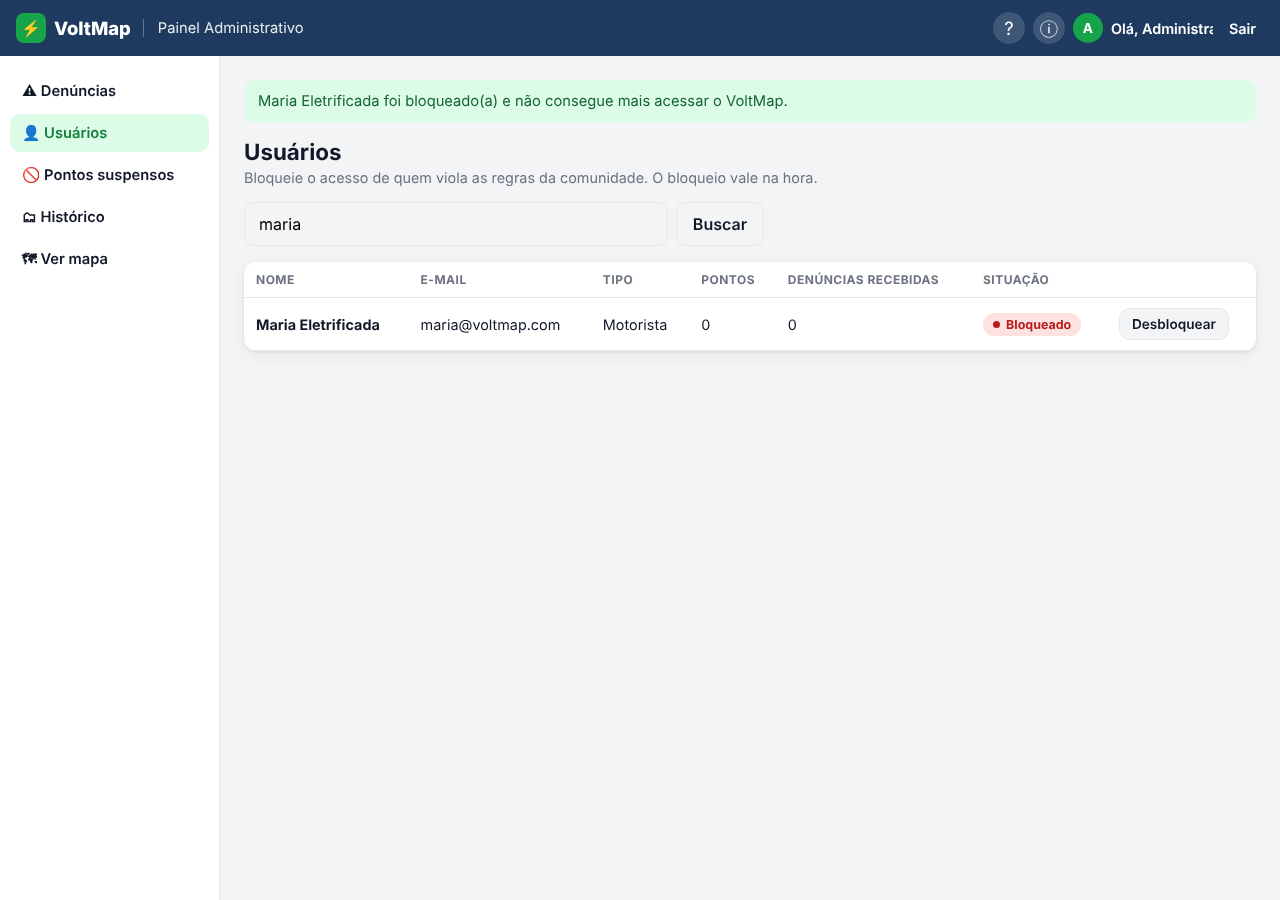 VoltMap
Painel Administrativo
?
i
A
Olá, Administra
Sair
Denúncias
Usuários
Pontos suspensos
Histórico
Ver mapa
Maria Eletrificada foi bloqueado(a) e não consegue mais acessar o VoltMap.
Usuários
Bloqueie o acesso de quem viola as regras da comunidade. O bloqueio vale na hora.
maria
Buscar
NOME E-MAIL TIPO PONTOS DENÚNCIAS RECEBIDAS SITUAÇÃO
Maria Eletrificada maria@voltmap.com Motorista 0 0 Bloqueado Desbloquear